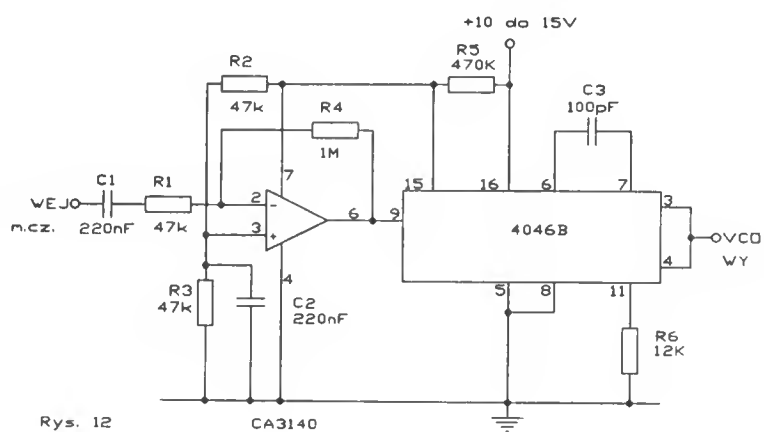 +10 do 15V
R2
47k
R5
470K
R4
1M
C3
100pF
7
15
16
6
7
WEJ
m.cz.
C1
220nF
R1
47k
2
-
3
+
6
9
4046B
3
4
VCO
WY
4
R3
47k
C2
220nF
5
8
11
R6
12K
Rys. 12
CA3140